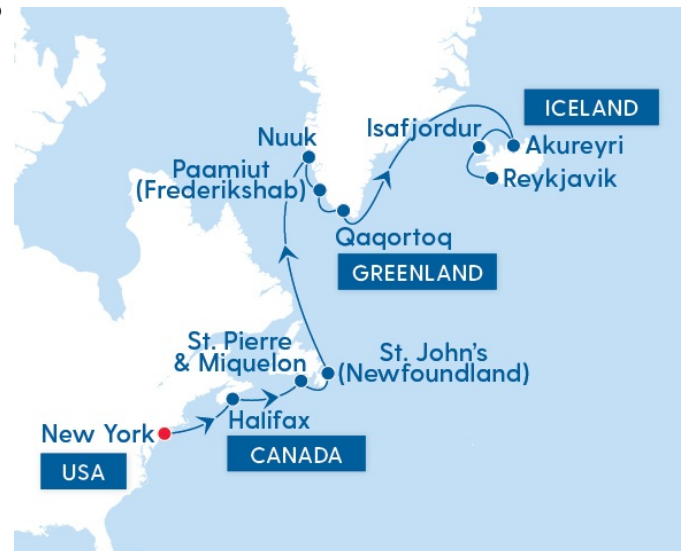 ICELAND
Isafjordur
Akureyri
Reykjavik
Nuuk
Paamiut
(Frederikshab)
Qaqortoq
GREENLAND
St. Pierre
& Miquelon
St. John's
(Newfoundland)
Halifax
CANADA
New York
USA